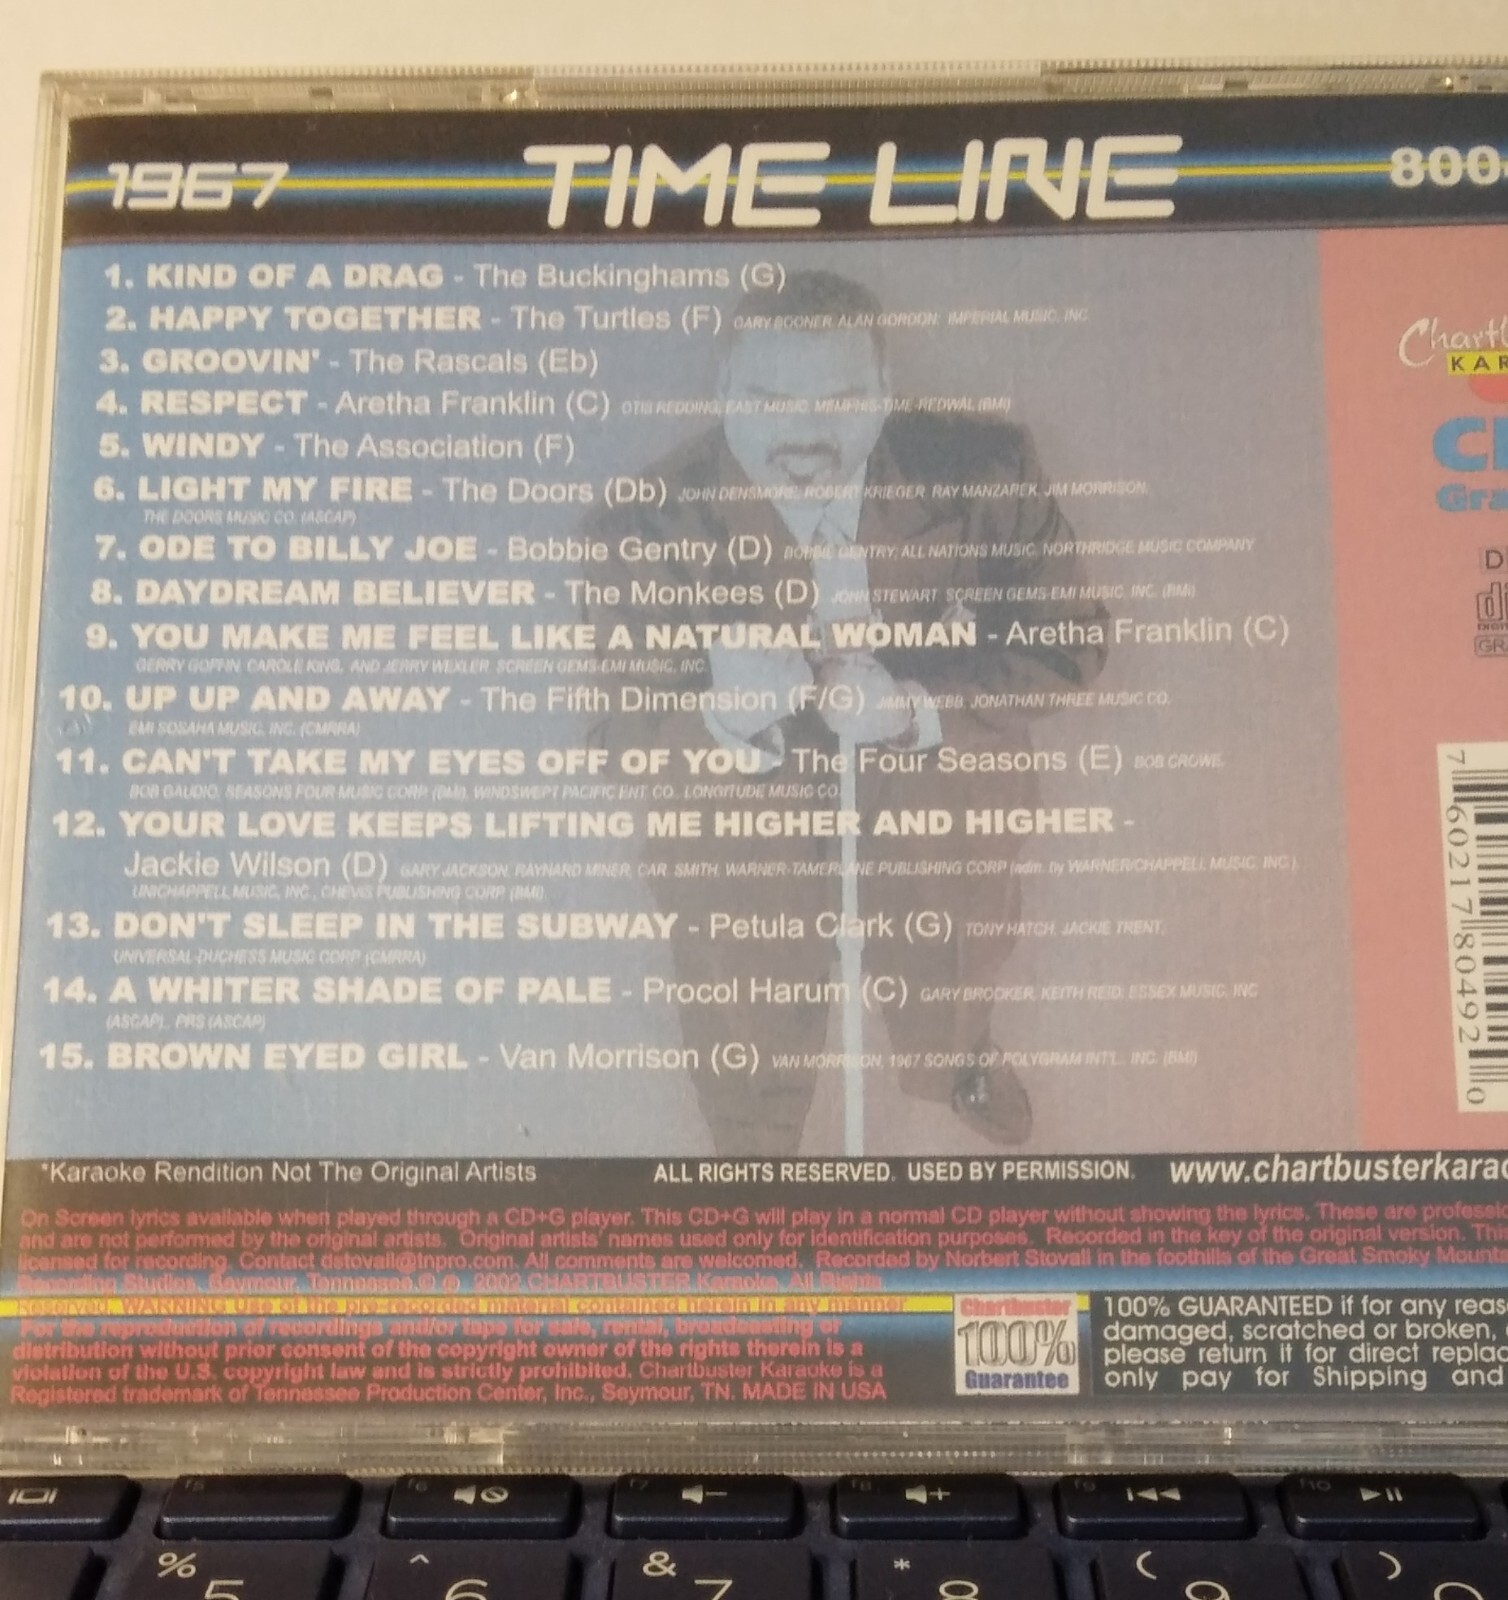 1967 TIME LINE 800
1. KIND OF A DRAG - The Buckinghams (G)
2. HAPPY TOGETHER - The Turtles (F) GARY BOONER, ALAN GORDON, IMPERIAL MUSIC, INC.
3. GROOVIN' - The Rascals (Eb)
4. RESPECT - Aretha Franklin (C) OTIS REDDING, EAST MUSIC, MEMPHIS-TIME-REDWAL (BMI)
5. WINDY - The Association (F)
6. LIGHT MY FIRE - The Doors (Db) JOHN DENSMORE, ROBERT KRIEGER, RAY MANZAREK, JIM MORRISON,
THE DOORS MUSIC CO. (ASCAP)
7. ODE TO BILLY JOE - Bobbie Gentry (D) BOBBIE GENTRY, ALL NATIONS MUSIC, NORTHRIDGE MUSIC COMPANY
8. DAYDREAM BELIEVER - The Monkees (D) JOHN STEWART SCREEN GEMS-EMI MUSIC, INC. (BMI)
9. YOU MAKE ME FEEL LIKE A NATURAL WOMAN - Aretha Franklin (C)
GERRY GOFFIN, CAROLE KING, AND JERRY WEXLER, SCREEN GEMS-EMI MUSIC, INC.
10. UP UP AND AWAY - The Fifth Dimension (F/G) JIMMY WEBB, JONATHAN THREE MUSIC CO.
EMI SOSAHA MUSIC, INC. (CMRRA)
11. CAN'T TAKE MY EYES OFF OF YOU - The Four Seasons (E) BOB CROWE,
BOB GAUDIO, SEASONS FOUR MUSIC CORP (BMI), WINDSWEPT PACIFIC ENT. CO., LONGITUDE MUSIC CO.
12. YOUR LOVE KEEPS LIFTING ME HIGHER AND HIGHER -
Jackie Wilson (D) GARY JACKSON, RAYNARD MINER, CAR. SMITH, WARNER-TAMERLANE PUBLISHING CORP (adm. by WARNER/CHAPPELL MUSIC, INC.),
UNICHAPPELL MUSIC, INC., CHEVIS PUBLISHING CORP (BMI)
13. DON'T SLEEP IN THE SUBWAY - Petula Clark (G) TONY HATCH, JACKIE TRENT,
UNIVERSAL-DUCHESS MUSIC CORP (CMRRA)
14. A WHITER SHADE OF PALE - Procol Harum (C) GARY BROOKER, KEITH REID, ESSEX MUSIC, INC
(ASCAP), PRS (ASCAP)
15. BROWN EYED GIRL - Van Morrison (G) VAN MORRISON, 1967 SONGS OF POLYGRAM INT'L., INC. (BMI)
7 60217 80492 0
*Karaoke Rendition Not The Original Artists ALL RIGHTS RESERVED. USED BY PERMISSION. www.chartbusterkarao
On Screen lyrics available when played through a CD+G player. This CD+G will play in a normal CD player without showing the lyrics. These are professi
and are not performed by the original artists. Original artists' names used only for identification purposes. Recorded in the key of the original version. Thi
licensed for recording. Contact dstovall@tnpro.com. All comments are welcomed. Recorded by Norbert Stovall in the foothills of the Great Smoky Mount
Recording Studios, Seymour, Tennessee © ℗ 2002 CHARTBUSTER Karaoke. All Rights
Reserved. WARNING Use of the pre-recorded material contained herein in any manner
For the reproduction of recordings and/or tape for sale, rental, broadcasting or
distribution without prior consent of the copyright owner of the rights therein is a
violation of the U.S. copyright law and is strictly prohibited. Chartbuster Karaoke is a
Registered trademark of Tennessee Production Center, Inc., Seymour, TN. MADE IN USA
Chartbuster
100%
Guarantee
100% GUARANTEED if for any reas
damaged, scratched or broken,
please return it for direct replac
only pay for Shipping and
F5 F6 F7 F8 F9 F10
% ^ & * ( )
5 6 7 8 9 0